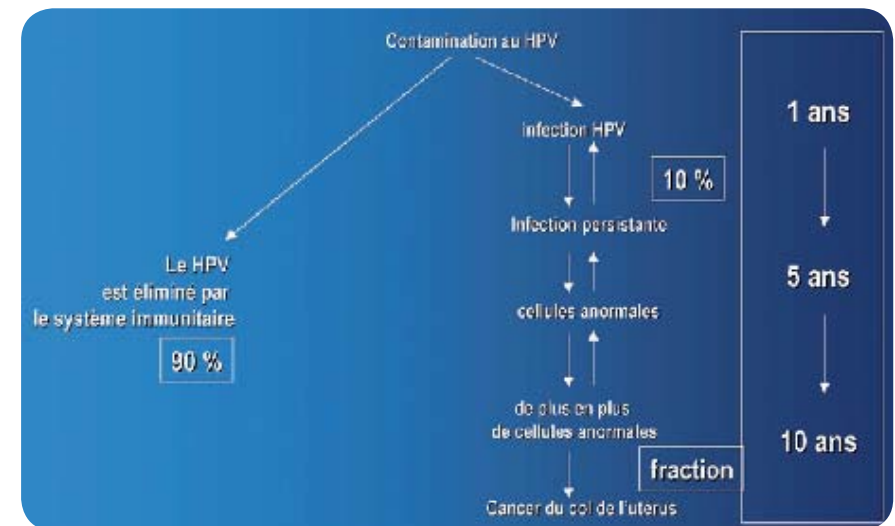 Contamination au HPV
infection HPV
10 %
Infection persistante
Le HPV
est éliminé par
le système immunitaire
90 %
cellules anormales
de plus en plus
de cellules anormales
fraction
Cancer du col de l'uterus
1 ans
5 ans
10 ans